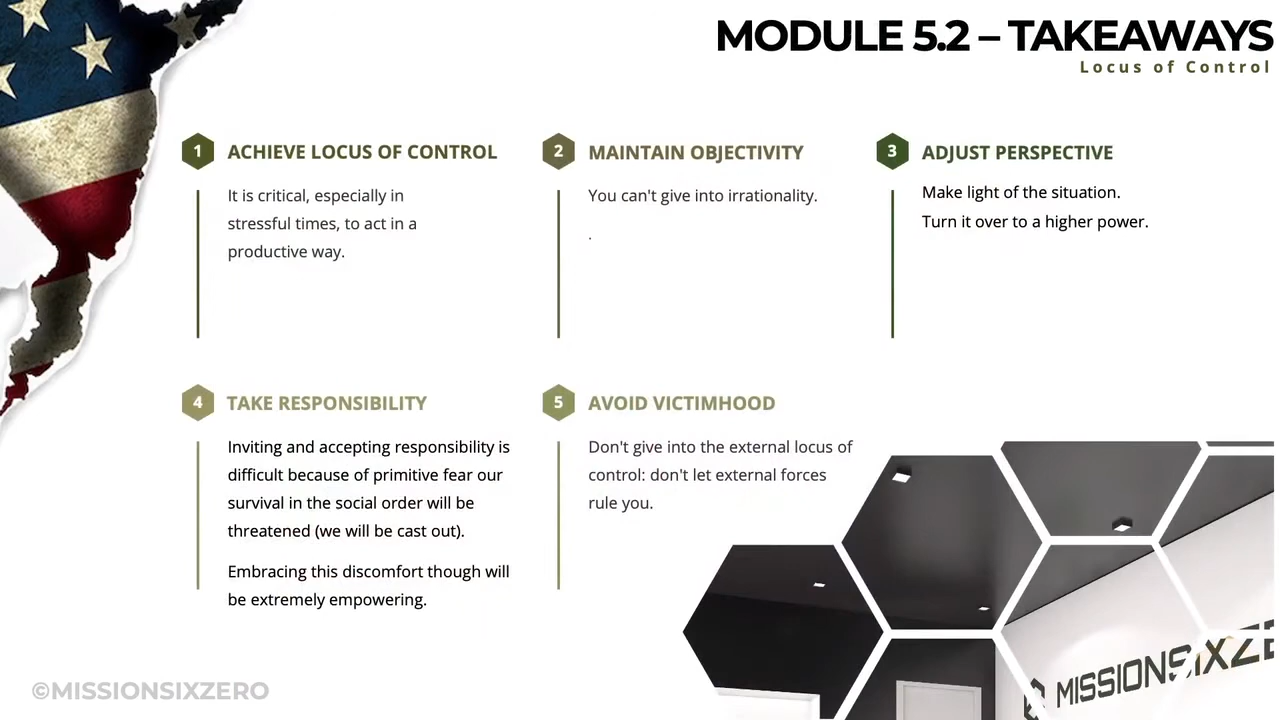 MODULE 5.2 – TAKEAWAYS
Locus of Control
1 ACHIEVE LOCUS OF CONTROL
It is critical, especially in
stressful times, to act in a
productive way.
2 MAINTAIN OBJECTIVITY
You can't give into irrationality.
.
3 ADJUST PERSPECTIVE
Make light of the situation.
Turn it over to a higher power.
4 TAKE RESPONSIBILITY
Inviting and accepting responsibility is
difficult because of primitive fear our
survival in the social order will be
threatened (we will be cast out).
Embracing this discomfort though will
be extremely empowering.
5 AVOID VICTIMHOOD
Don't give into the external locus of
control: don't let external forces
rule you.
MISSIONSIXZE
©MISSIONSIXZERO